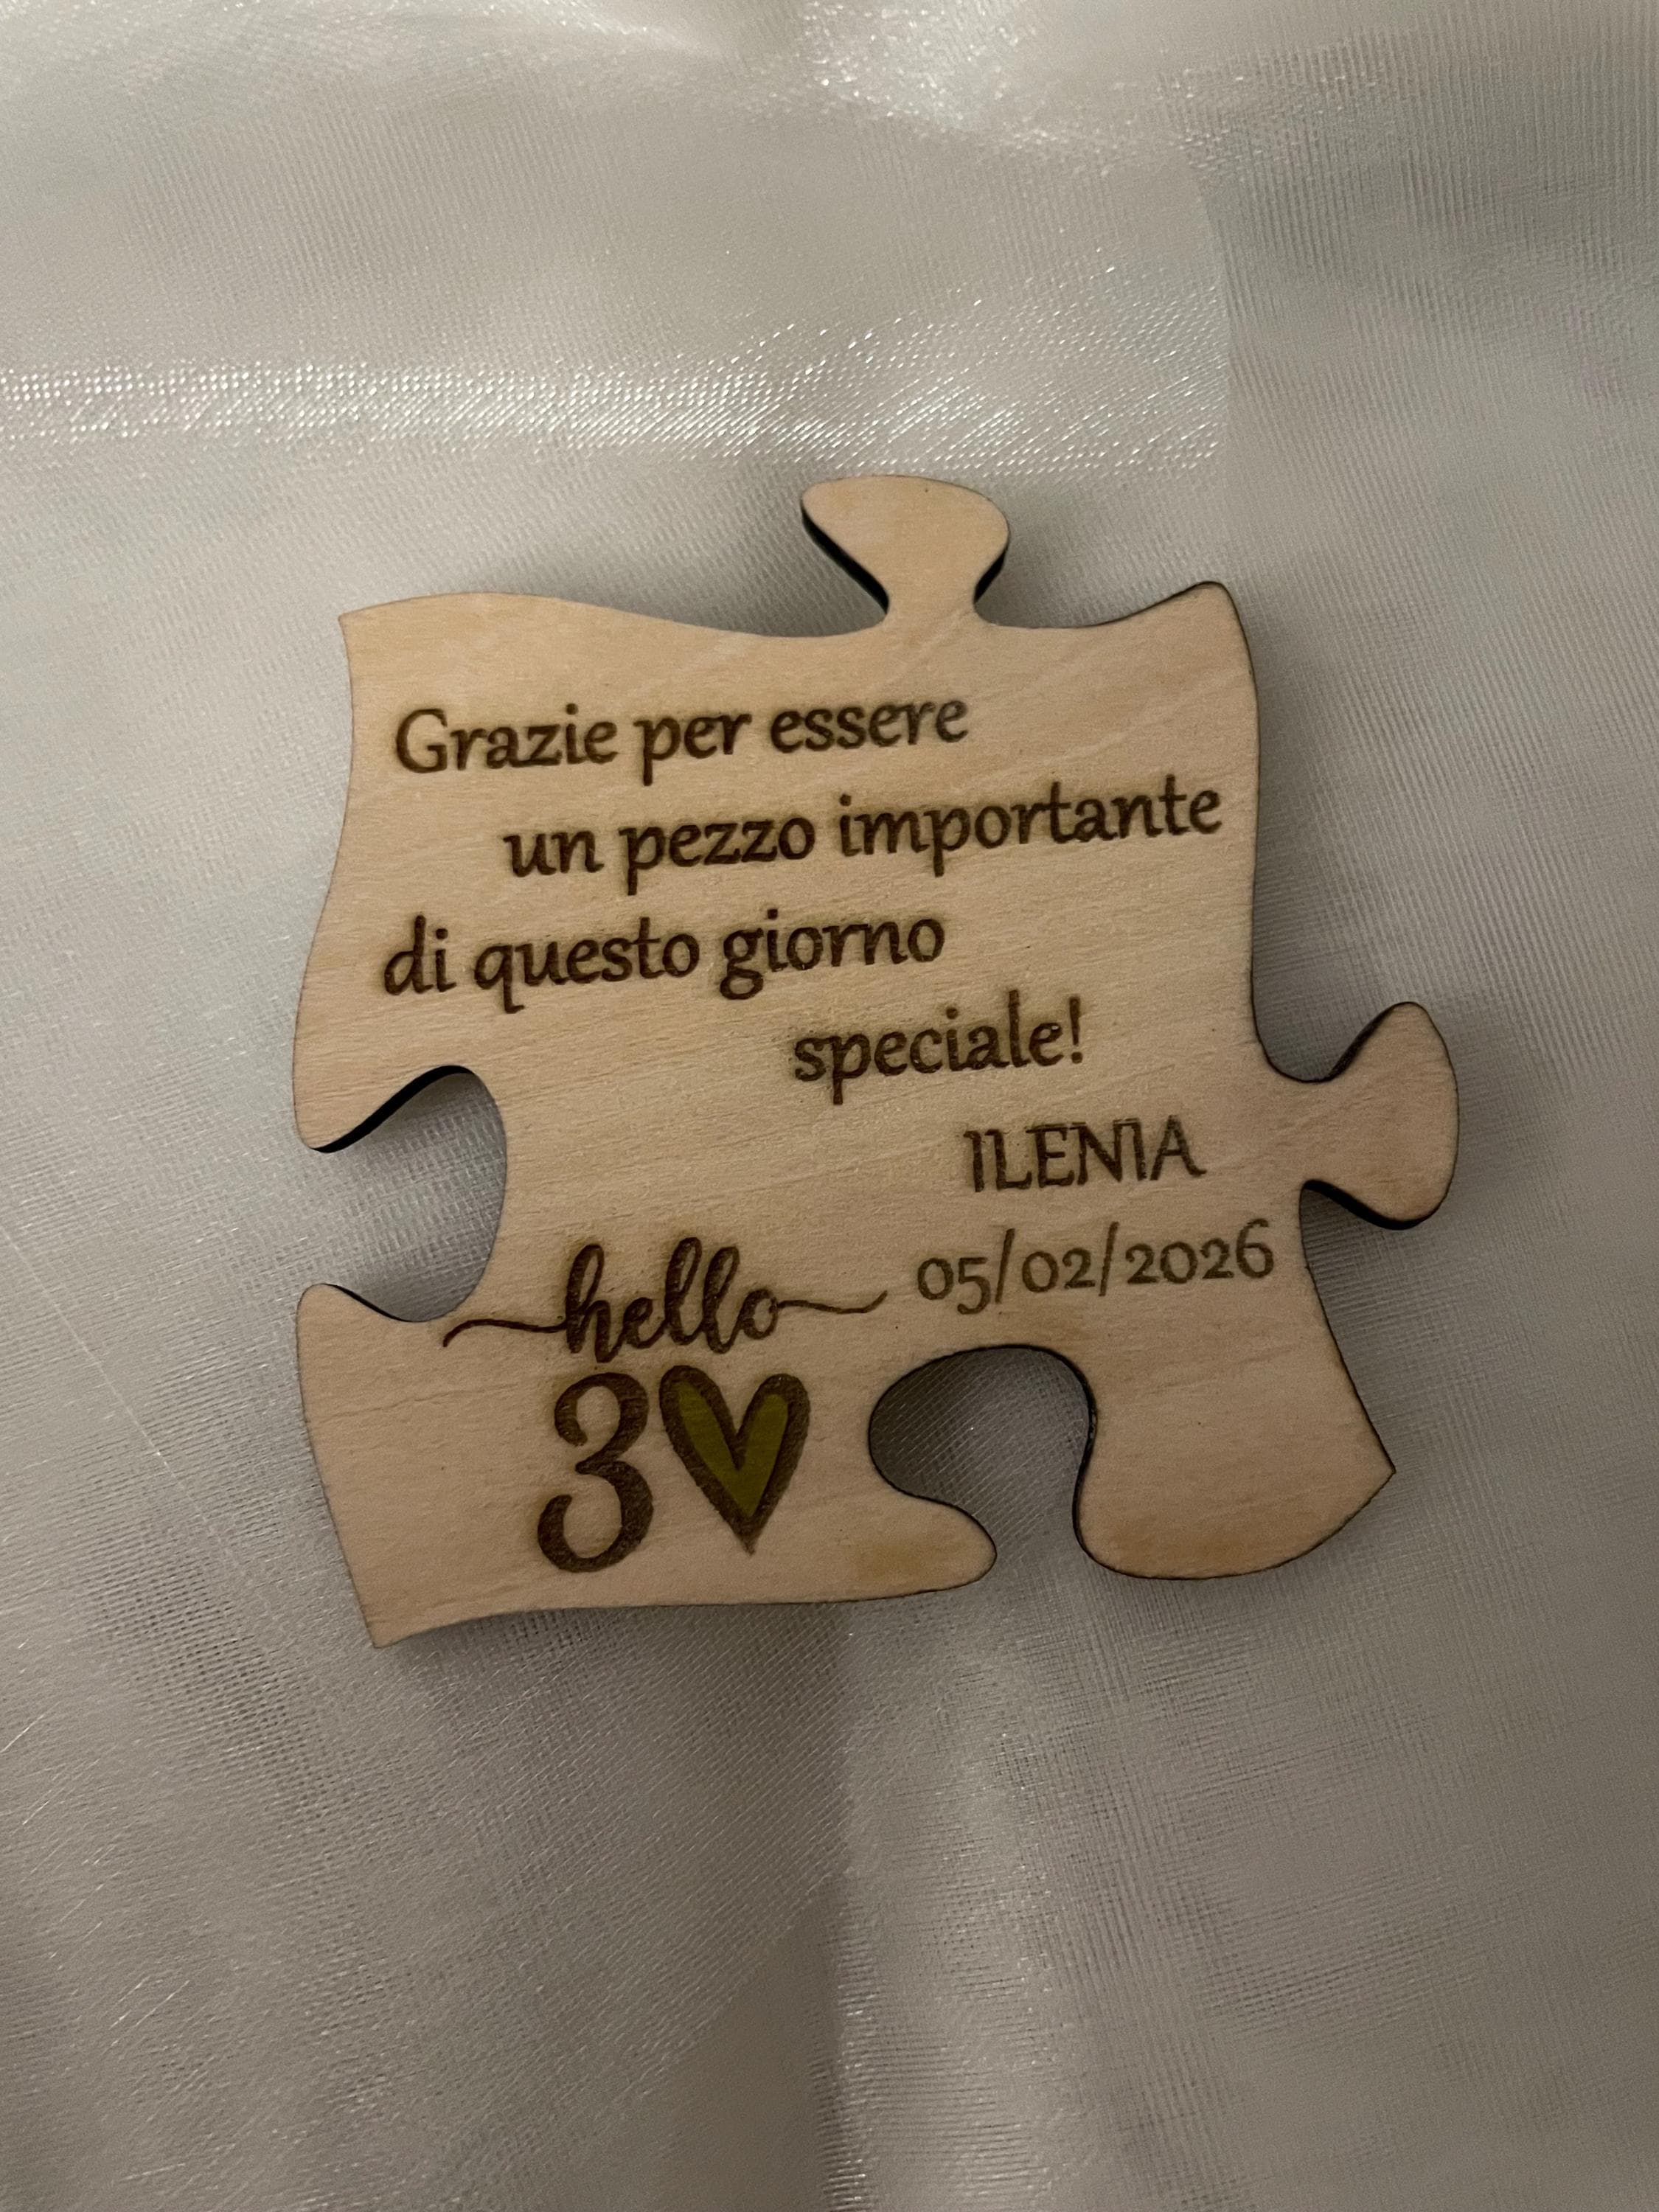 Grazie per essere
un pezzo importante
di questo giorno
speciale!
ILENIA
05/02/2026
hello
3